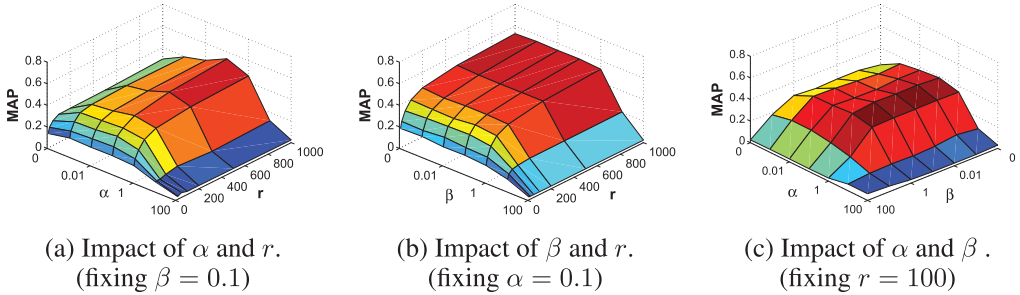 0.8
0.6
0.4
0.2
0
MAP
0
0.01
α
1
100
0
200
400
600
800
1000
r
(a) Impact of α and r.
(fixing β = 0.1)
0.8
0.6
0.4
0.2
0
MAP
0
0.01
β
1
100
0
200
400
600
800
1000
r
(b) Impact of β and r.
(fixing α = 0.1)
0.8
0.6
0.4
0.2
0
MAP
0
0.01
α
1
100
100
1
β
0.01
0
(c) Impact of α and β .
(fixing r = 100)